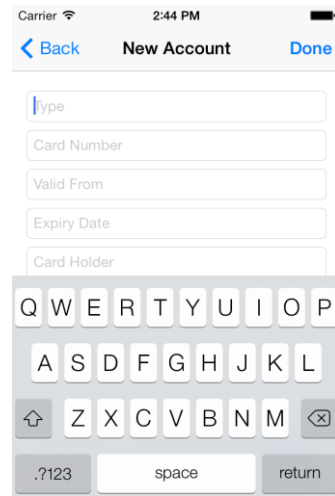 Carrier 2:44 PM
Back New Account Done
Type
Card Number
Valid From
Expiry Date
Card Holder
Q W E R T Y U I O P
A S D F G H J K L
Z X C V B N M
.?123 space return